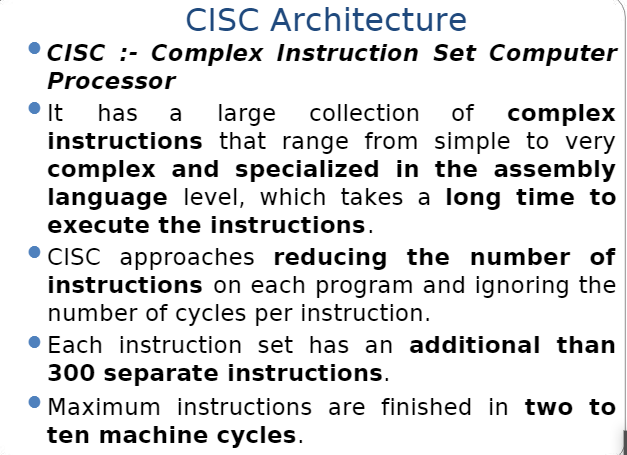 CISC Architecture
CISC :- Complex Instruction Set Computer
Processor
It has a large collection of complex
instructions that range from simple to very
complex and specialized in the assembly
language level, which takes a long time to
execute the instructions.
CISC approaches reducing the number of
instructions on each program and ignoring the
number of cycles per instruction.
Each instruction set has an additional than
300 separate instructions.
Maximum instructions are finished in two to
ten machine cycles.